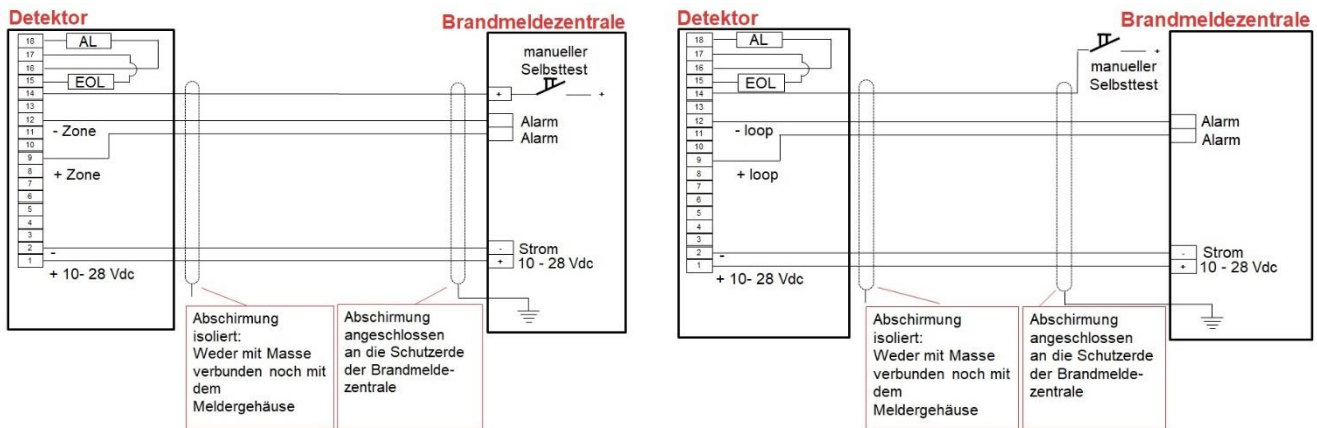 Detektor
Brandmeldezentrale
18
AL
17
16
15
EOL
14
13
12
11
10
9
8
7
6
5
4
3
2
1
- Zone
+ Zone
-
+ 10- 28 Vdc
manueller
Selbsttest
+
+
Alarm
Alarm
- Strom
+ 10 - 28 Vdc
Abschirmung
isoliert:
Weder mit Masse
verbunden noch mit
dem
Meldergehäuse
Abschirmung
angeschlossen
an die Schutzerde
der Brandmelde-
zentrale
Detektor
Brandmeldezentrale
18
AL
17
16
15
EOL
14
13
12
11
10
9
8
7
6
5
4
3
2
1
- loop
+ loop
-
+ 10- 28 Vdc
+
manueller
Selbsttest
Alarm
Alarm
- Strom
+ 10 - 28 Vdc
Abschirmung
isoliert:
Weder mit Masse
verbunden noch mit
dem
Meldergehäuse
Abschirmung
angeschlossen
an die Schutzerde
der Brandmelde-
zentrale